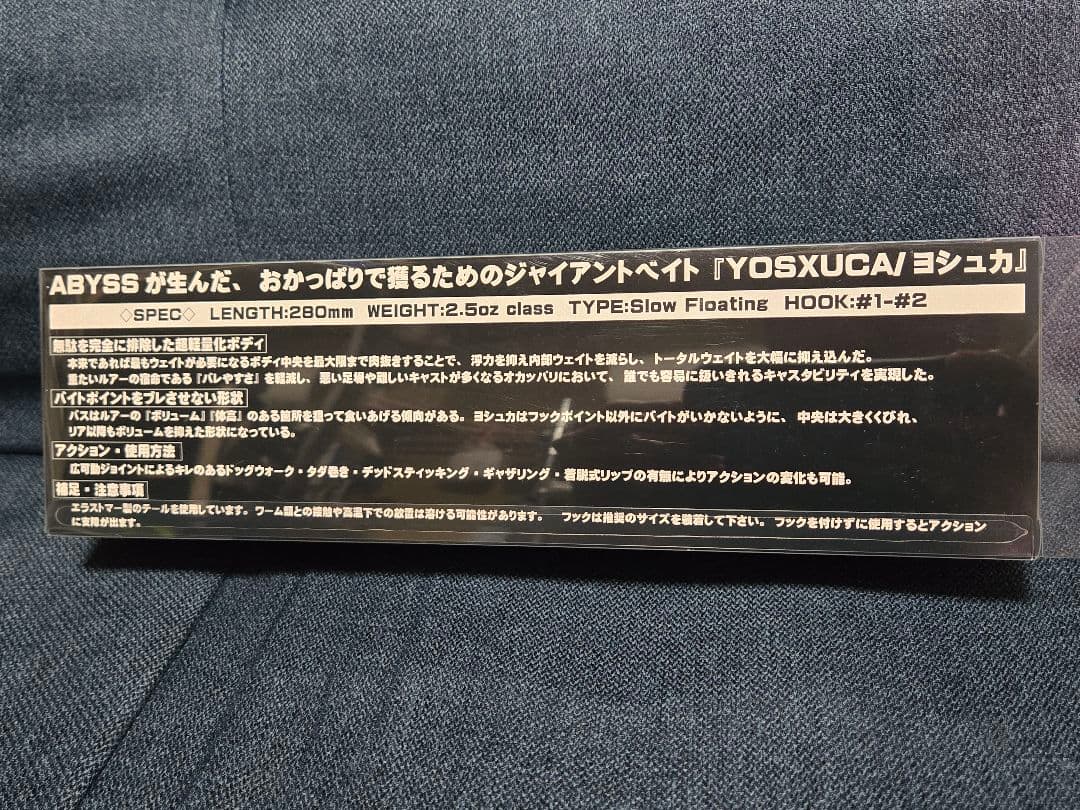 ABYSSが生んだ、おかっぱりで獲るためのジャイアントベイト『YOSXUCA/ヨシュカ』
◇SPEC◇ LENGTH:280mm WEIGHT:2.5oz class TYPE:Slow Floating HOOK:#1-#2
無駄を完全に排除した超軽量化ボディ
本来であれば最もウェイトが必要になるボディ中央を最大限まで肉抜きすることで、浮力を抑え内部ウェイトを減らし、トータルウェイトを大幅に抑え込んだ。
重たいルアーの宿命である『バレやすさ』を軽減し、悪い足場や難しいキャストが多くなるオカッパリにおいて、誰でも容易に扱いきれるキャスタビリティを実現した。
バイトポイントをブレさせない形状
バスはルアーの『ボリューム』『体高』のある箇所を狙って食いあげる傾向がある。ヨシュカはフックポイント以外にバイトがいかないように、中央は大きくくびれ、
リア以降もボリュームを抑えた形状になっている。
アクション・使用方法
広可動ジョイントによるキレのあるドッグウォーク・タダ巻き・デッドスティッキング・ギャザリング・着脱式リップの有無によりアクションの変化も可能。
補足・注意事項
エラストマー製のテールを使用しています。ワーム類との接触や高温下での放置は溶ける可能性があります。 フックは推奨のサイズを装着して下さい。フックを付けずに使用するとアクション
に支障が出ます。